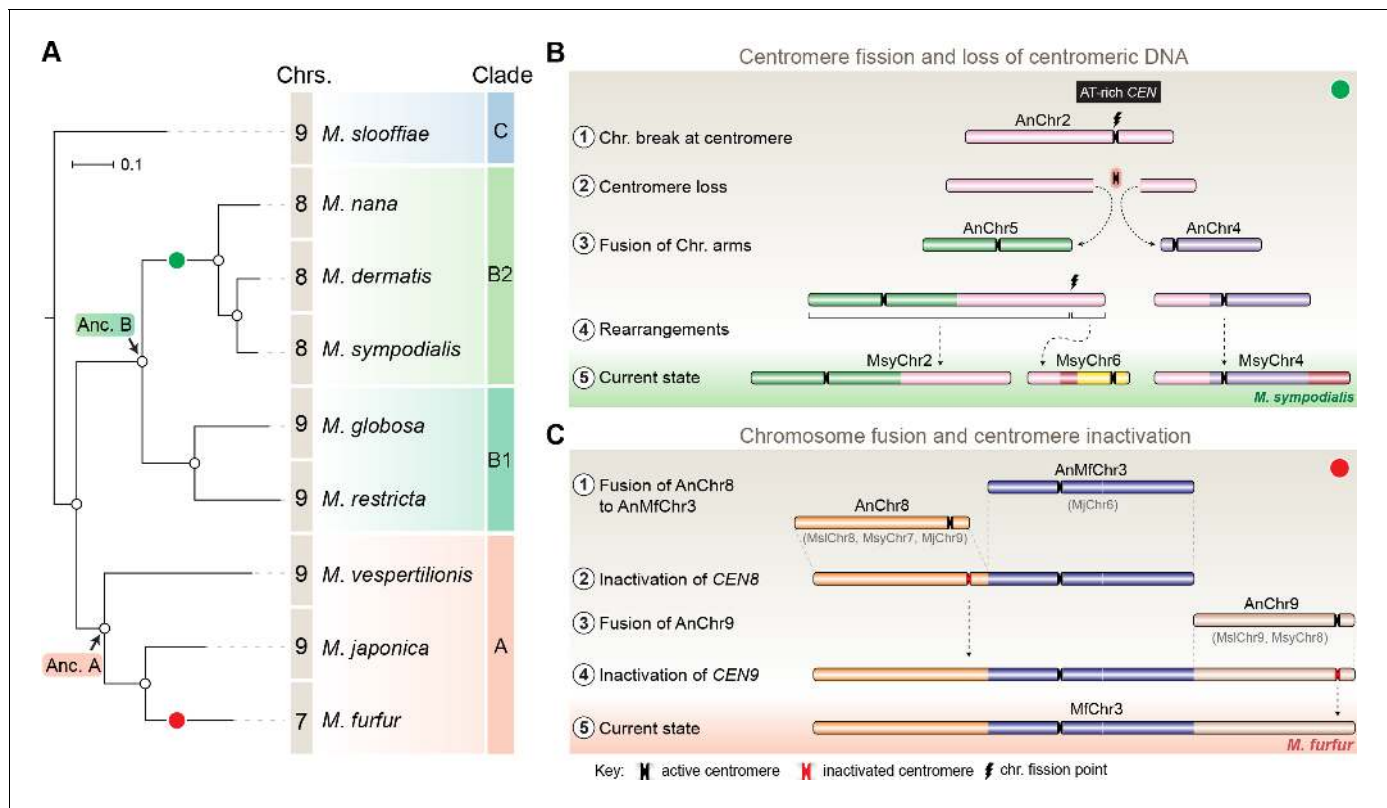 A
Chrs.
Clade
9 M. slooffiae C
0.1
8 M. nana
8 M. dermatis B2
Anc. B
8 M. sympodialis
9 M. globosa
B1
9 M. restricta
9 M. vespertilionis
9 M. japonica A
Anc. A
7 M. furfur
B
Centromere fission and loss of centromeric DNA
AT-rich CEN
AnChr2
1 Chr. break at centromere
2 Centromere loss
AnChr5 AnChr4
3 Fusion of Chr. arms
4 Rearrangements
MsyChr2 MsyChr6 MsyChr4
5 Current state
M. sympodialis
C
Chromosome fusion and centromere inactivation
AnMfChr3
1 Fusion of AnChr8
to AnMfChr3
(MjChr6)
AnChr8
(MslChr8, MsyChr7, MjChr9)
2 Inactivation of CEN8
AnChr9
3 Fusion of AnChr9
(MslChr9, MsyChr8)
4 Inactivation of CEN9
MfChr3
5 Current state
M. furfur
Key: active centromere inactivated centromere chr. fission point